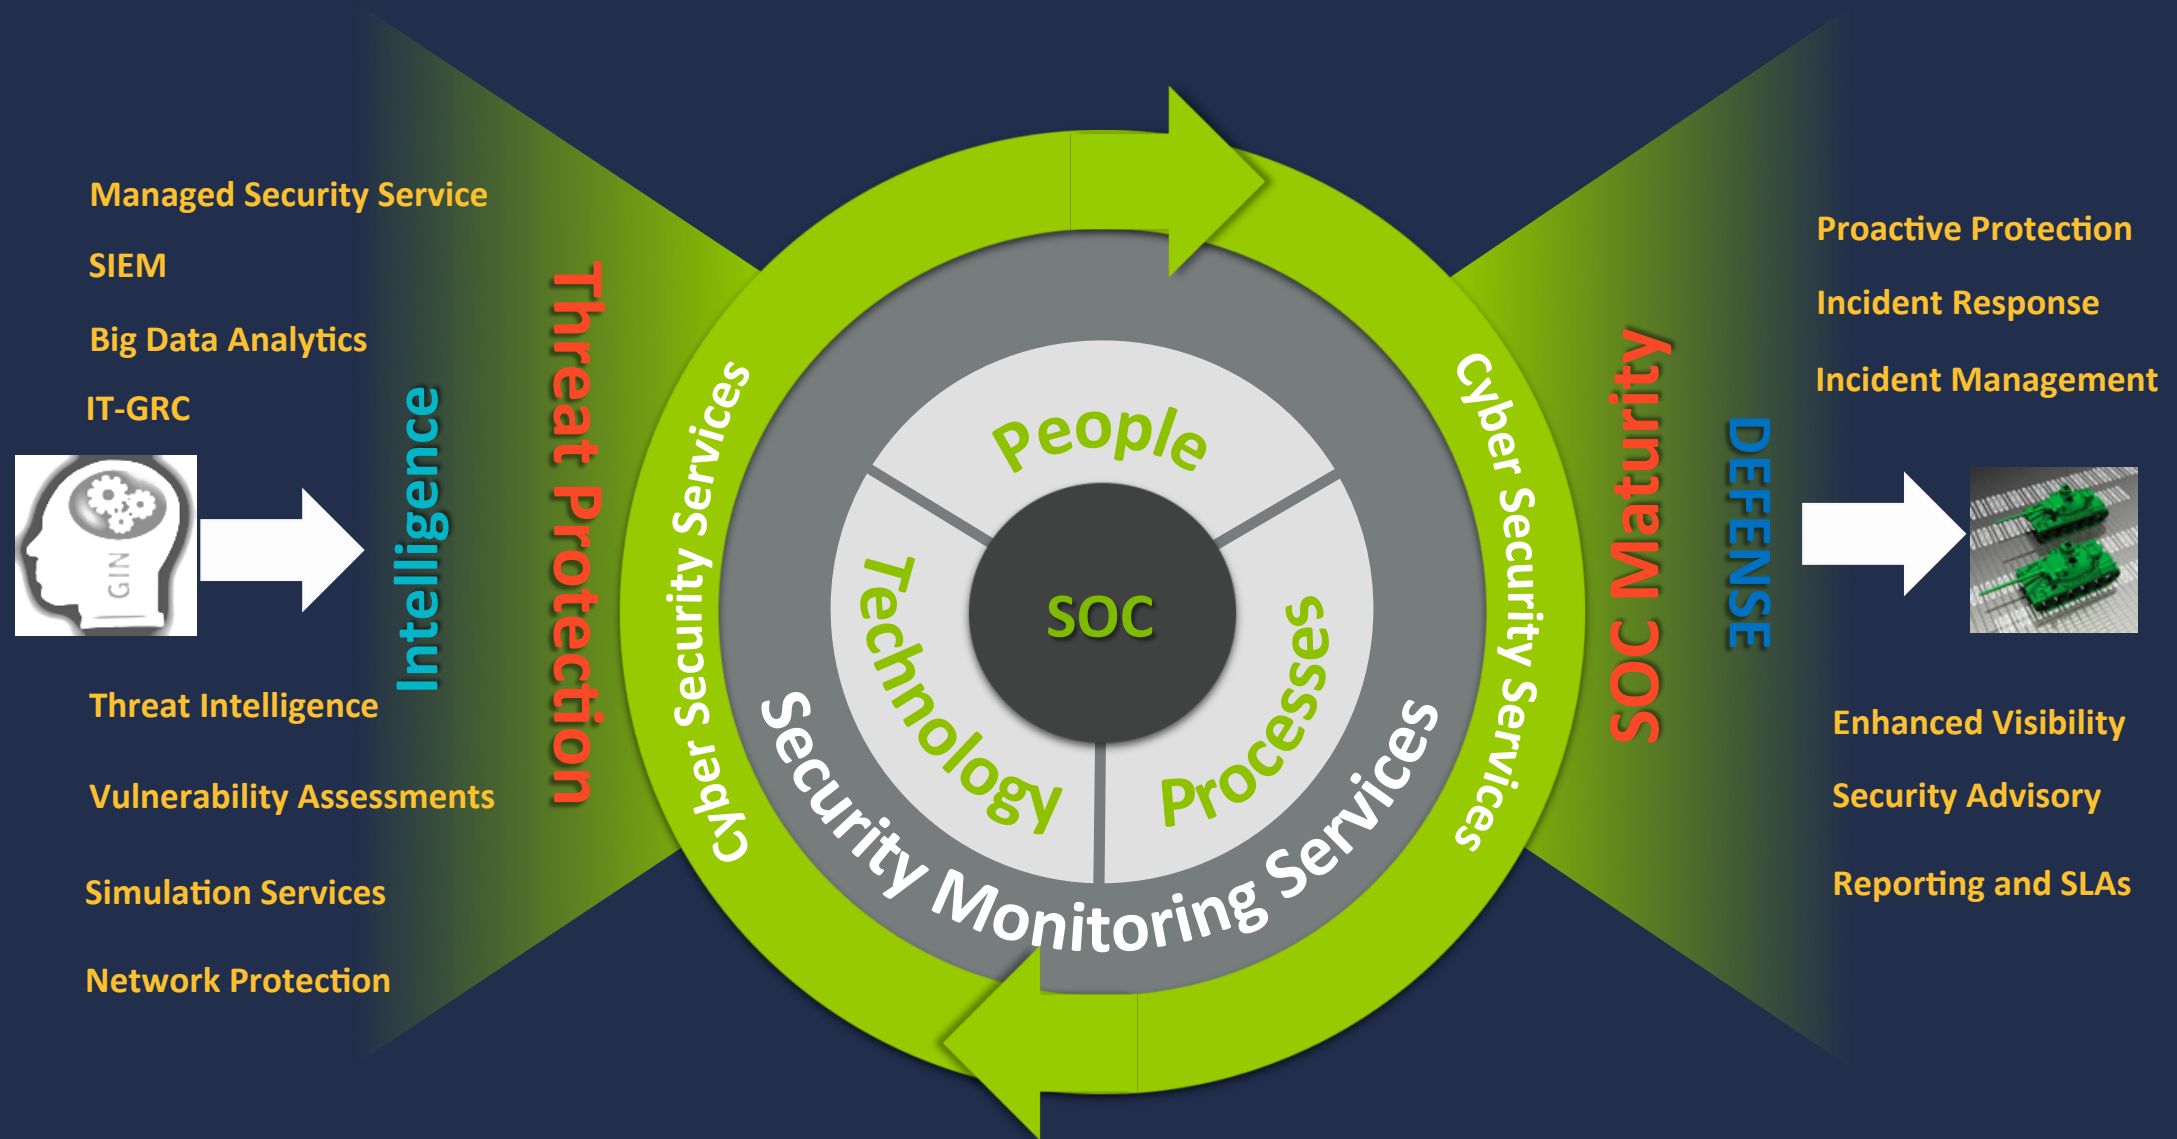 Managed Security Service
SIEM
Big Data Analytics
IT-GRC
GIN
Threat Intelligence
Vulnerability Assessments
Simulation Services
Network Protection
Intelligence
Threat Protection
Cyber Security Services
People
Technology
Processes
SOC
Security Monitoring Services
Cyber Security Services
SOC Maturity
DEFENSE
Proactive Protection
Incident Response
Incident Management
Enhanced Visibility
Security Advisory
Reporting and SLAs